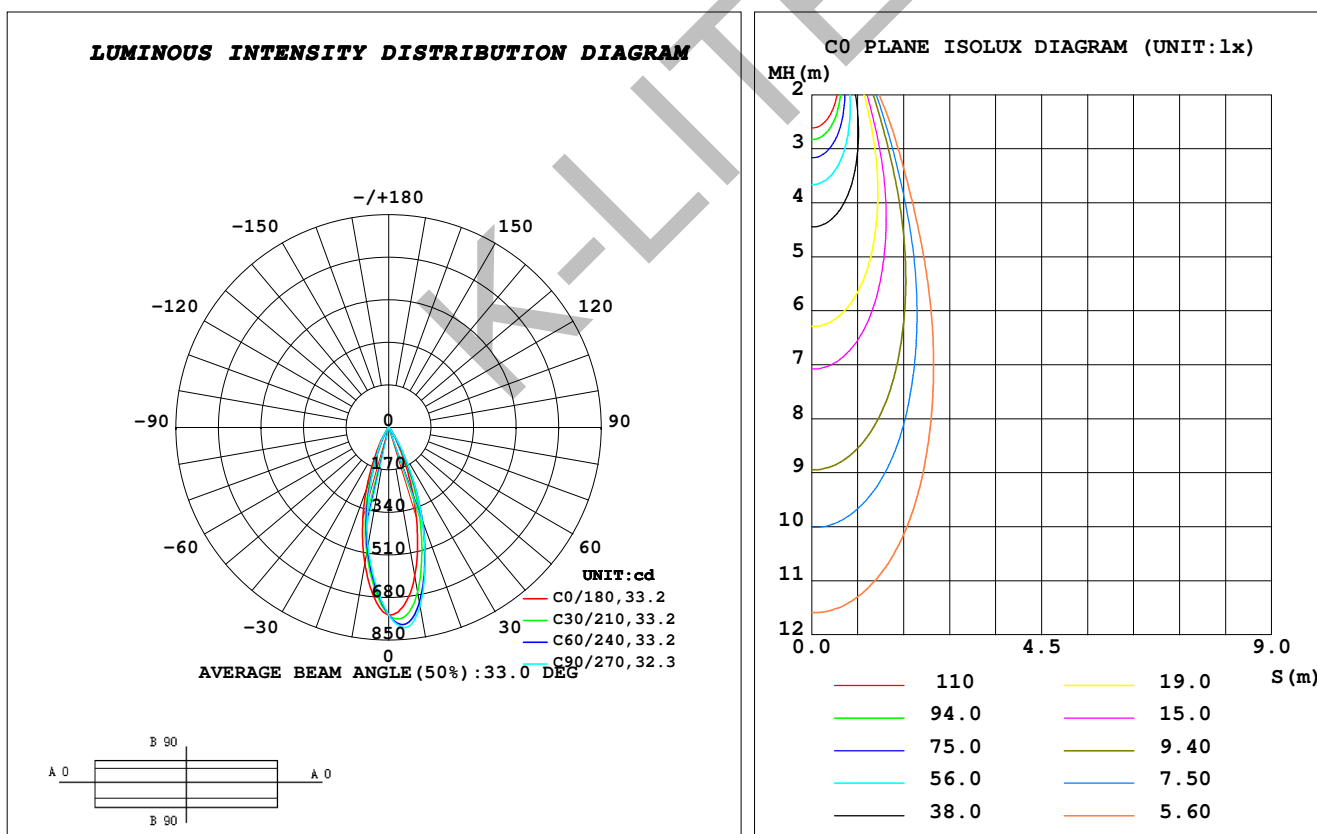 LUMINOUS INTENSITY DISTRIBUTION DIAGRAM
-/+180
-150
150
-120
120
-90
90
-60
60
-30
30
0
0
170
340
510
680
850
UNIT:cd
C0/180,33.2
C30/210,33.2
C60/240,33.2
C90/270,32.3
AVERAGE BEAM ANGLE(50%):33.0 DEG
B 90
A 0
A 0
B 90
C0 PLANE ISOLUX DIAGRAM (UNIT:lx)
MH(m)
2
3
4
5
6
7
8
9
10
11
12
0.0
4.5
9.0
S(m)
110
19.0
94.0
15.0
75.0
9.40
56.0
7.50
38.0
5.60
K-LITE